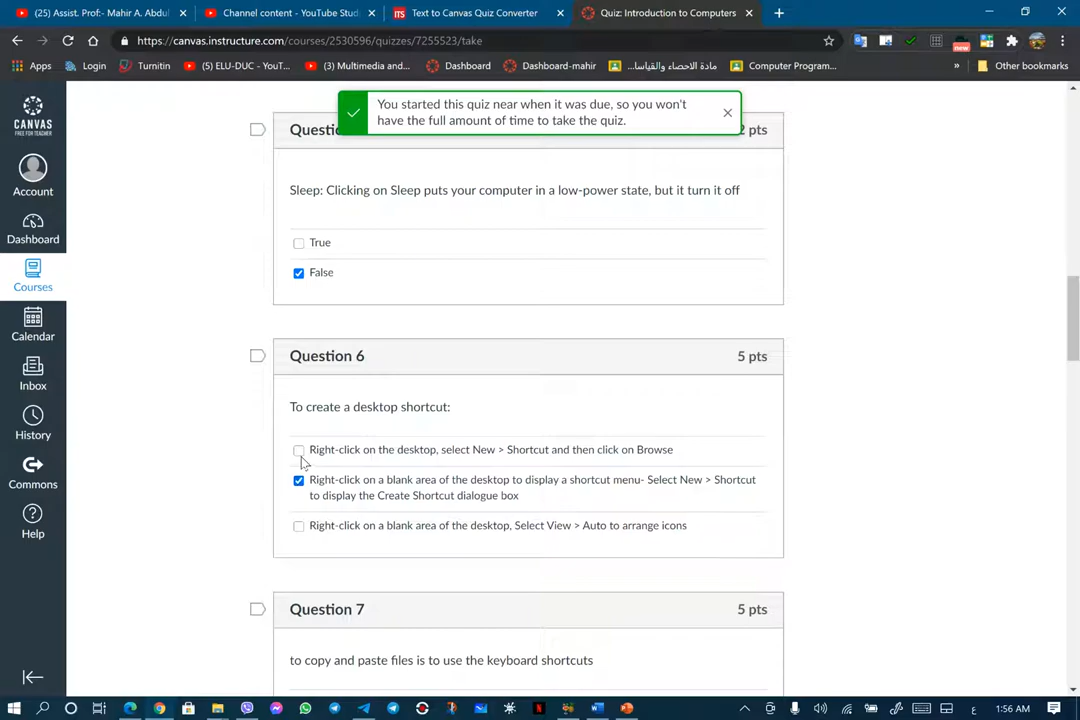 (25) Assist. Prof:- Mahir A. Abdul
Channel content - YouTube Stud
ITS Text to Canvas Quiz Converter
Quiz: Introduction to Computers
https://canvas.instructure.com/courses/2530596/quizzes/7255523/take
new
Apps
Login
Turnitin
(5) ELU-DUC - YouT...
(3) Multimedia and...
Dashboard
Dashboard-mahir
مادة الاحصاء والقياسا...
Computer Program...
»
Other bookmarks
CANVAS
FREE FOR TEACHER
Account
Dashboard
Courses
Calendar
Inbox
History
Commons
Help
You started this quiz near when it was due, so you won't
have the full amount of time to take the quiz.
Questio
2 pts
Sleep: Clicking on Sleep puts your computer in a low-power state, but it turn it off
True
False
Question 6
5 pts
To create a desktop shortcut:
Right-click on the desktop, select New > Shortcut and then click on Browse
Right-click on a blank area of the desktop to display a shortcut menu- Select New > Shortcut
to display the Create Shortcut dialogue box
Right-click on a blank area of the desktop, Select View > Auto to arrange icons
Question 7
5 pts
to copy and paste files is to use the keyboard shortcuts
ع
1:56 AM